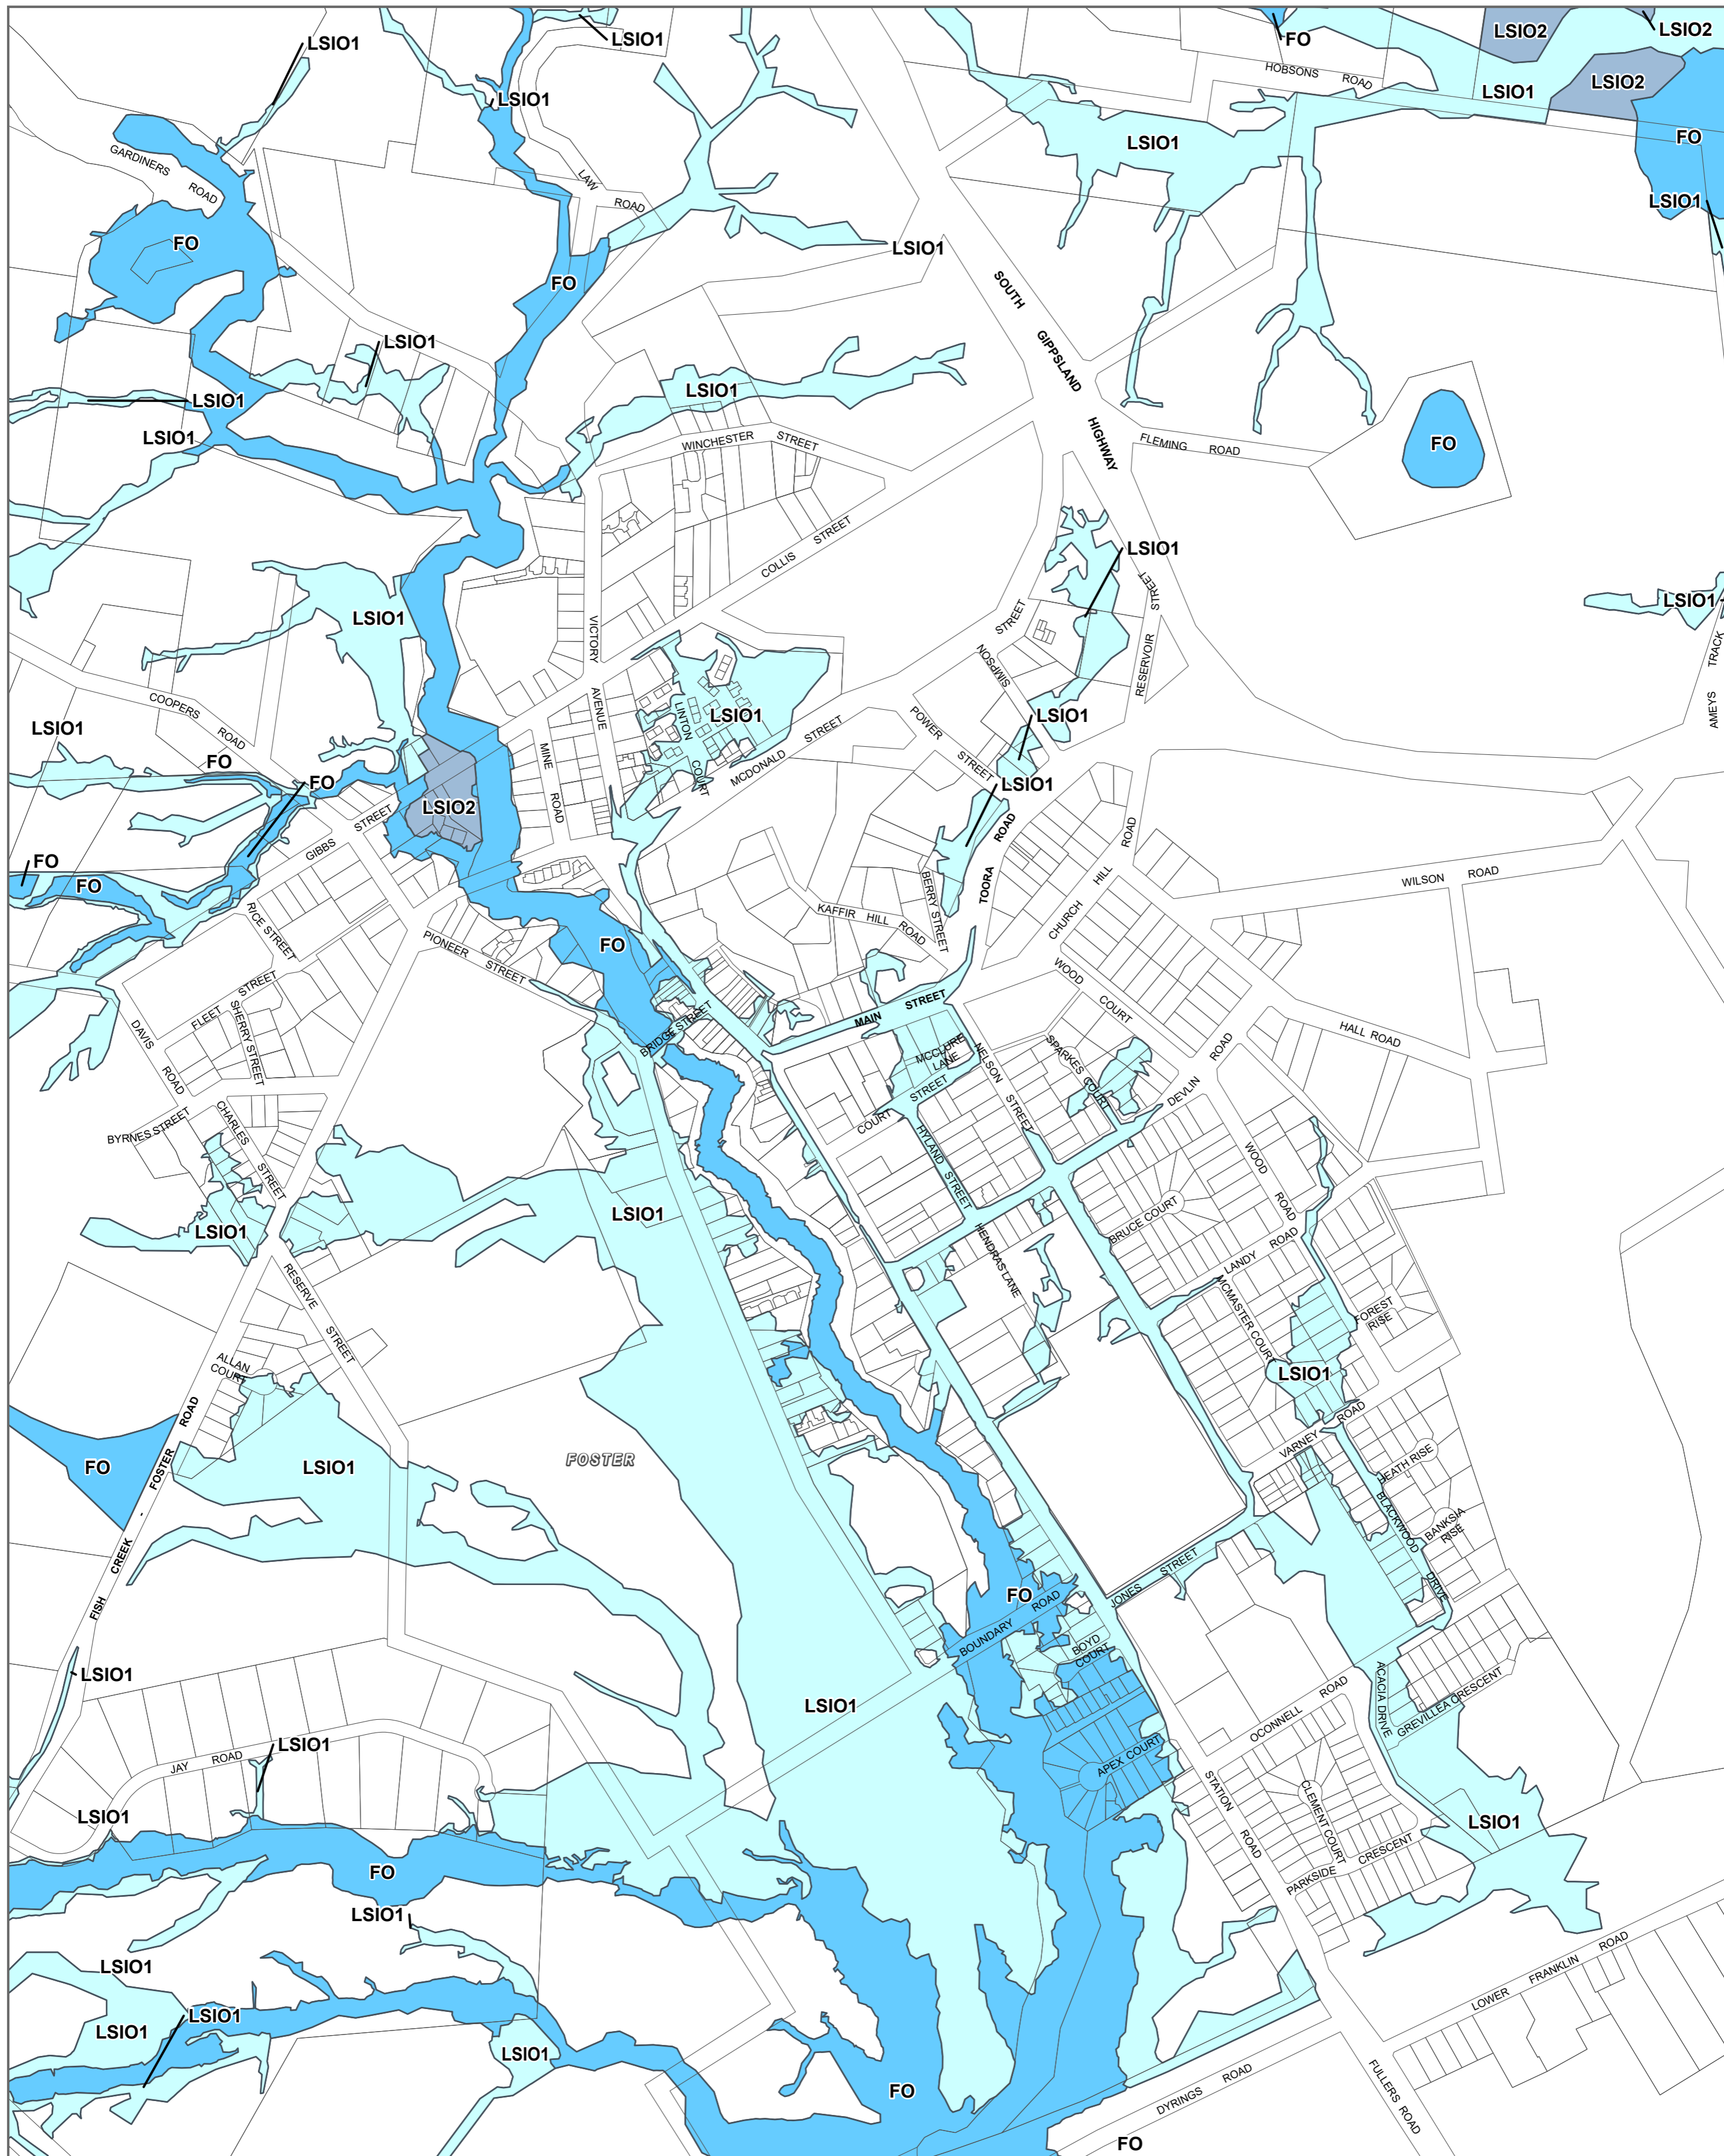 LSIO1
LSIO1
LSIO2
LSIO2
FO
HOBSONS ROAD
LSIO2
LSIO1
LSIO1
FO
LSIO1
GARDINERS ROAD
LAW ROAD
LSIO1
FO
LSIO1
FO
SOUTH GIPPSLAND HIGHWAY
LSIO1
LSIO1
LSIO1
LSIO1
WINCHESTER STREET
FLEMING ROAD
FO
COLLIS STREET
LSIO1
LSIO1
LSIO1
AMEYS TRACK
VICTORY AVENUE
SIMPSON STREET
RESERVOIR STREET
COOPERS ROAD
LSIO1
LINTON COURT
LSIO1
LSIO1
MCDONALD STREET
POWER STREET
MINE ROAD
FO
FO
LSIO1
LSIO2
GIBBS STREET
TOORA ROAD
FO
FO
CHURCH HILL ROAD
WILSON ROAD
BERRY STREET
KAFFIR HILL ROAD
RICE STREET
PIONEER STREET
FO
WOOD COURT
FLEET STREET
SHERRY STREET
DAVIS ROAD
MAIN STREET
BRIDGE STREET
HALL ROAD
MCCLURE LANE
NELSON STREET
SPARKES COURT
DEVLIN ROAD
COURT STREET
BYRNES STREET
CHARLES STREET
HYLAND STREET
WOOD ROAD
LSIO1
LSIO1
BRUCE COURT
HENDRAS LANE
LANDY ROAD
RESERVE STREET
MCMASTER COURT
FOREST RISE
ALLAN COURT
LSIO1
VARNEY ROAD
FO
FISH CREEK - FOSTER ROAD
LSIO1
FOSTER
HEATH RISE
BLACKWOOD DRIVE
BANKSIA RISE
JONES STREET
FO
BOUNDARY ROAD
BOYD COURT
LSIO1
LSIO1
ACACIA DRIVE
GREVILLEA CRESCENT
OCONNELL ROAD
JAY ROAD
LSIO1
APEX COURT
STATION ROAD
CLEMENT COURT
LSIO1
LSIO1
PARKSIDE CRESCENT
FO
LSIO1
LSIO1
LOWER FRANKLIN ROAD
LSIO1
LSIO1
LSIO1
FO
DYRINGS ROAD
FULLERS ROAD
FO